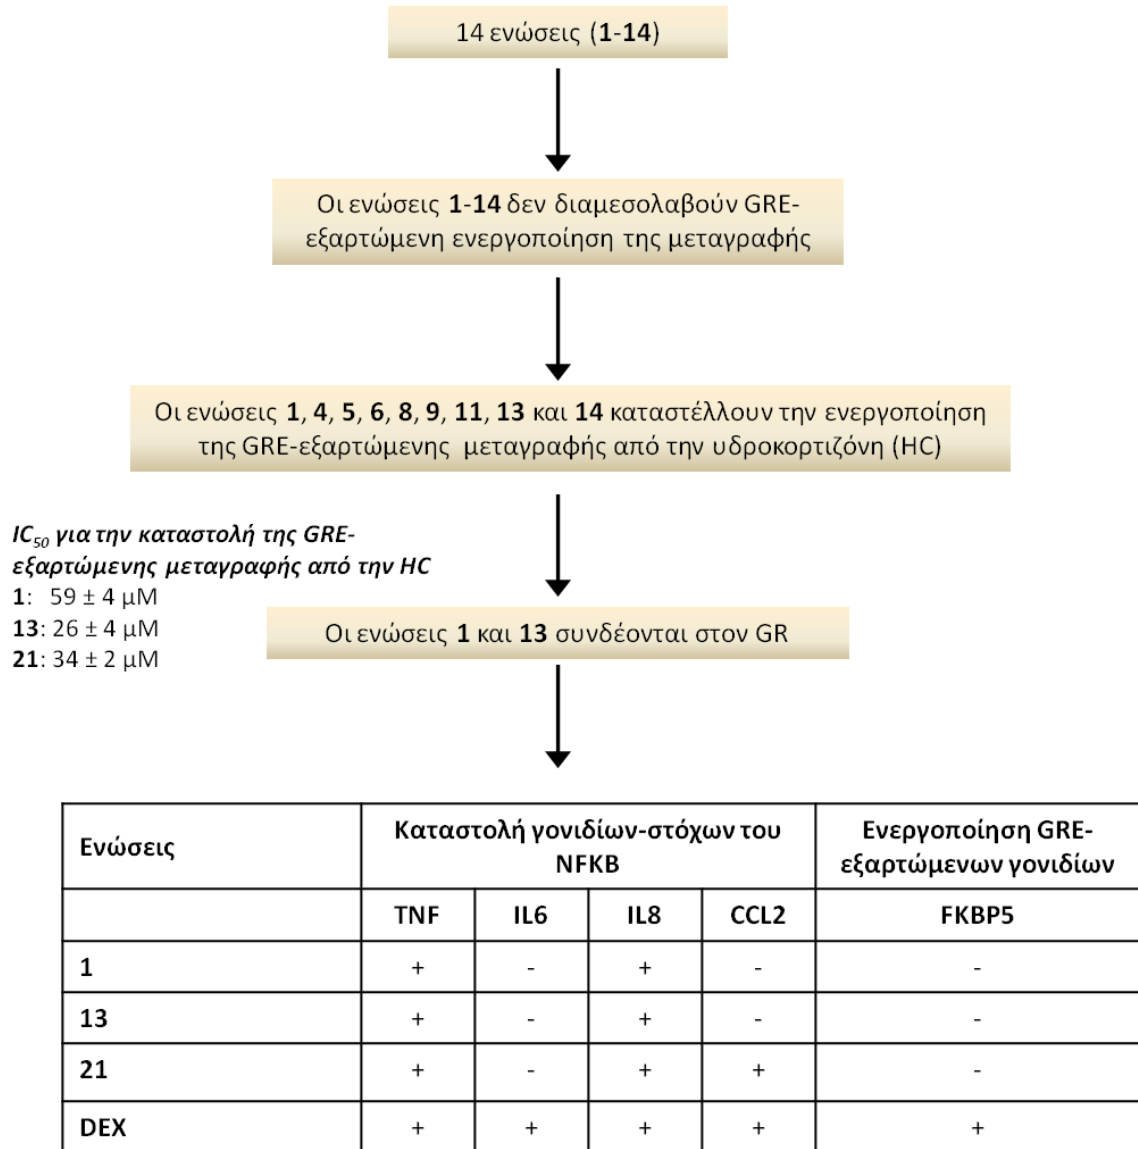 14 ενώσεις (1-14)
Οι ενώσεις 1-14 δεν διαμεσολαβούν GRE-
εξαρτώμενη ενεργοποίηση της μεταγραφής
Οι ενώσεις 1, 4, 5, 6, 8, 9, 11, 13 και 14 καταστέλλουν την ενεργοποίηση
της GRE-εξαρτώμενης μεταγραφής από την υδροκορτιζόνη (HC)
IC50 για την καταστολή της GRE-
εξαρτώμενης μεταγραφής από την HC
1: 59 ± 4 μM
13: 26 ± 4 μM
21: 34 ± 2 μM
Οι ενώσεις 1 και 13 συνδέονται στον GR
Ενώσεις
Καταστολή γονιδίων-στόχων του
NFKB
Ενεργοποίηση GRE-
εξαρτώμενων γονιδίων
TNF IL6 IL8 CCL2 FKBP5
1 + - + - -
13 + - + - -
21 + - + + -
DEX + + + + +